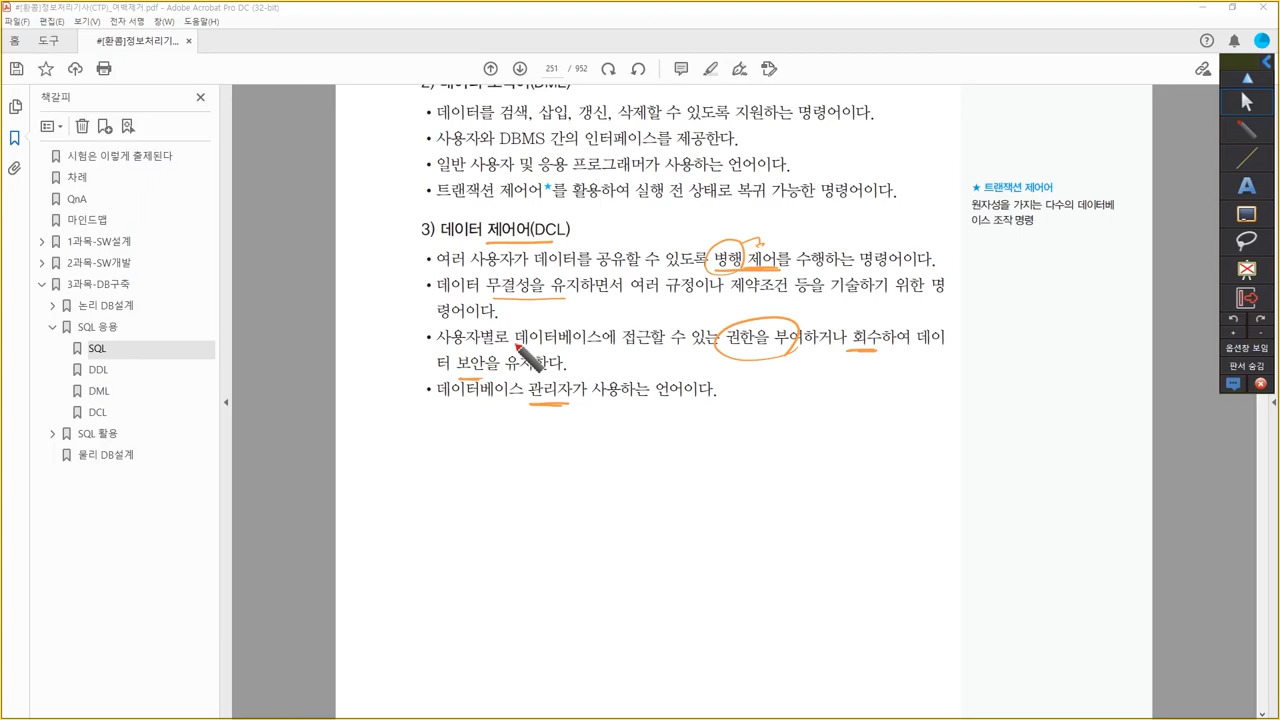 #[환콤]정보처리기사(CTP)_여백제거.pdf - Adobe Acrobat Pro DC (32-bit)
파일(F) 편집(E) 보기(V) 전자 서명 창(W) 도움말(H)
홈 도구 #[환콤]정보처리기... ×
251 / 952
책갈피
시험은 이렇게 출제된다
차례
QnA
마인드맵
1과목-SW설계
2과목-SW개발
3과목-DB구축
논리 DB설계
SQL 응용
SQL
DDL
DML
DCL
SQL 활용
물리 DB설계
• 데이터를 검색, 삽입, 갱신, 삭제할 수 있도록 지원하는 명령어이다.
• 사용자와 DBMS 간의 인터페이스를 제공한다.
• 일반 사용자 및 응용 프로그래머가 사용하는 언어이다.
• 트랜잭션 제어어★를 활용하여 실행 전 상태로 복귀 가능한 명령어이다.
3) 데이터 제어어(DCL)
• 여러 사용자가 데이터를 공유할 수 있도록 병행 제어를 수행하는 명령어이다.
• 데이터 무결성을 유지하면서 여러 규정이나 제약조건 등을 기술하기 위한 명
령어이다.
• 사용자별로 데이터베이스에 접근할 수 있는 권한을 부여하거나 회수하여 데이
터 보안을 유지한다.
• 데이터베이스 관리자가 사용하는 언어이다.
★ 트랜잭션 제어어
원자성을 가지는 다수의 데이터베
이스 조작 명령
옵션창 보임
판서 숨김